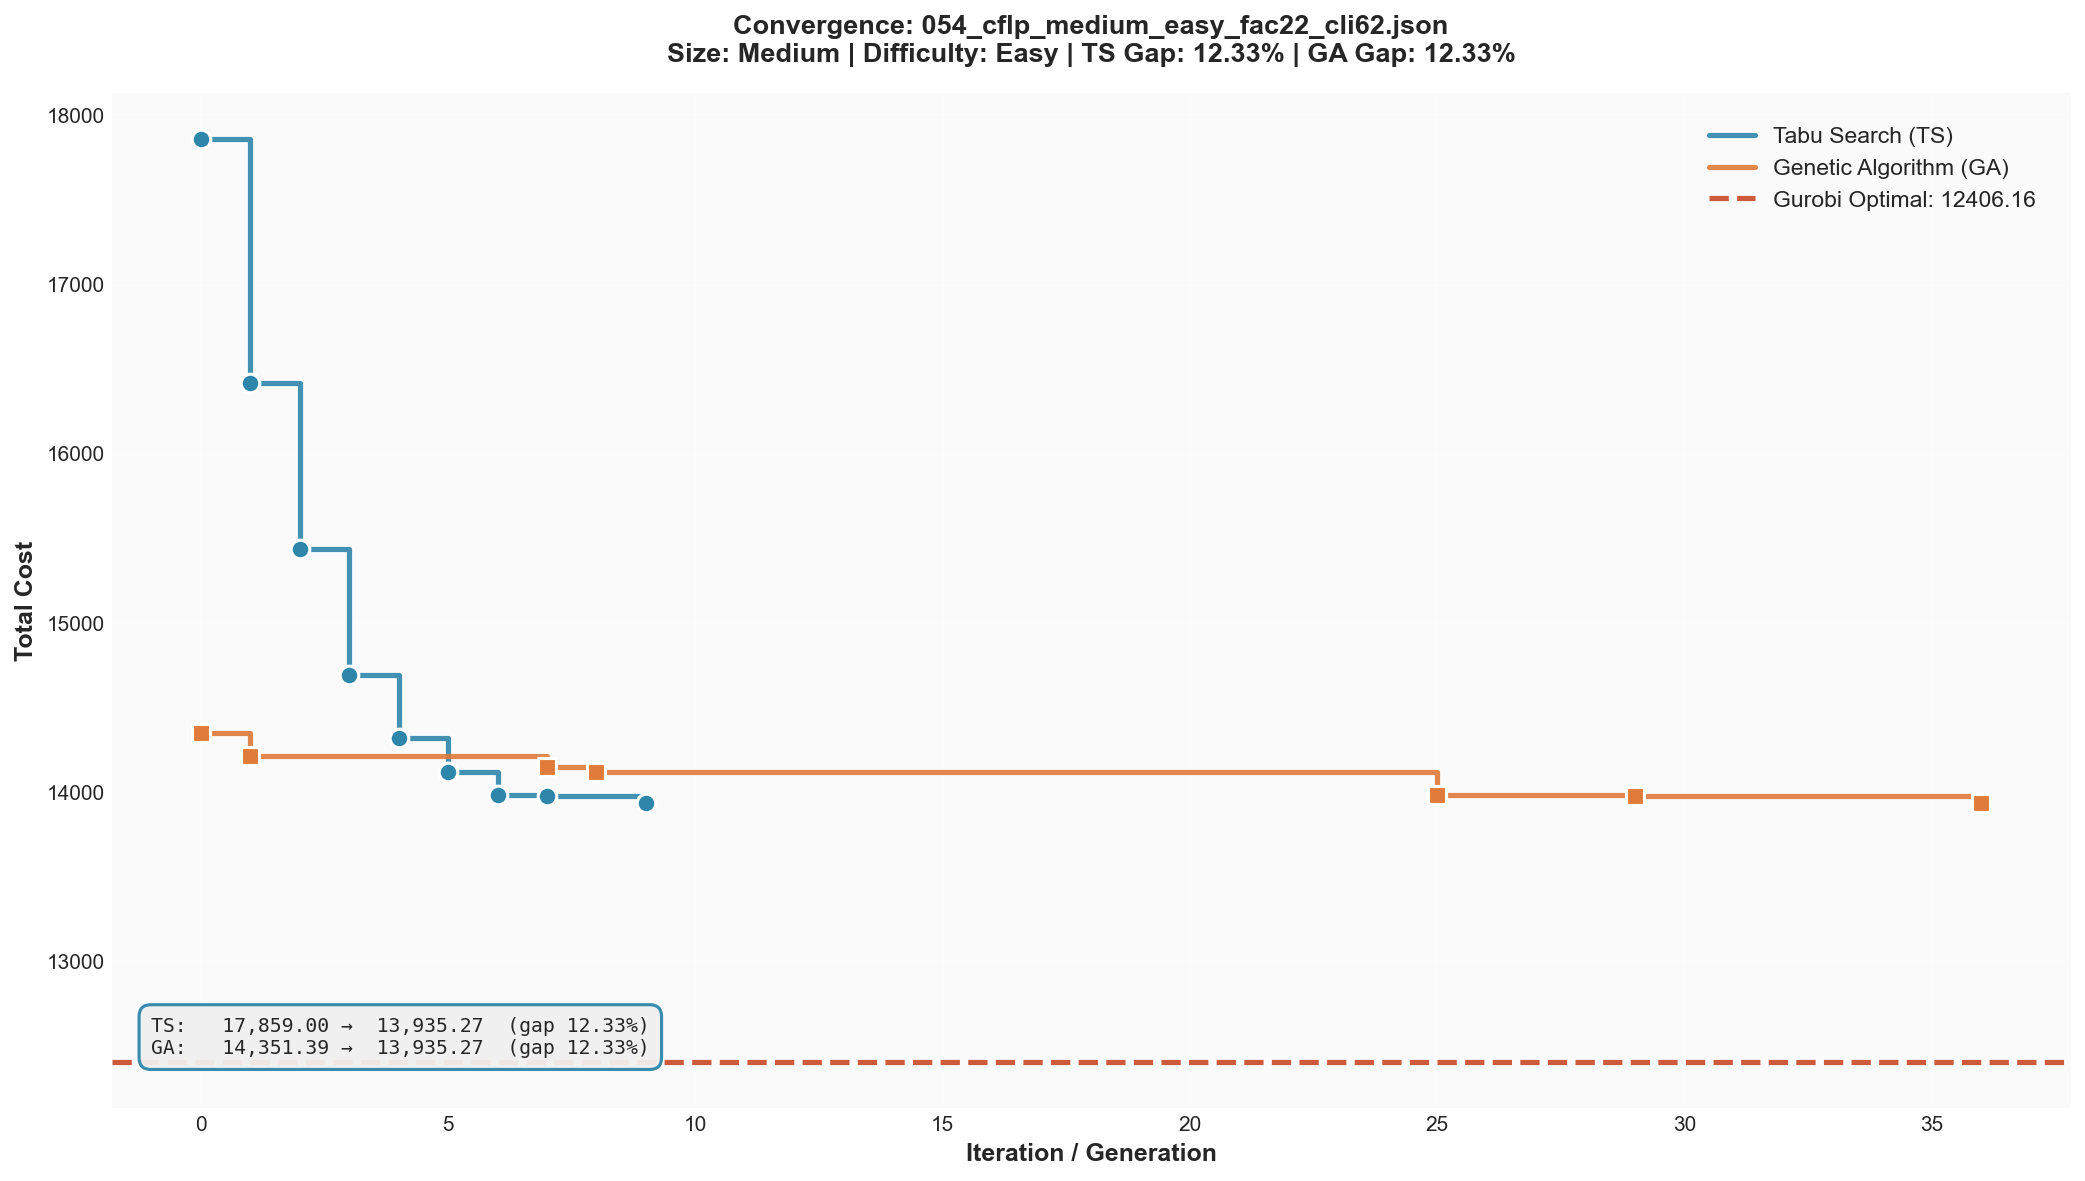 Convergence: 054_cflp_medium_easy_fac22_cli62.json
Size: Medium | Difficulty: Easy | TS Gap: 12.33% | GA Gap: 12.33%
Tabu Search (TS)
Genetic Algorithm (GA)
Gurobi Optimal: 12406.16
Total Cost
18000
17000
16000
15000
14000
13000
TS:   17,859.00 →  13,935.27  (gap 12.33%)
GA:   14,351.39 →  13,935.27  (gap 12.33%)
0 5 10 15 20 25 30 35
Iteration / Generation